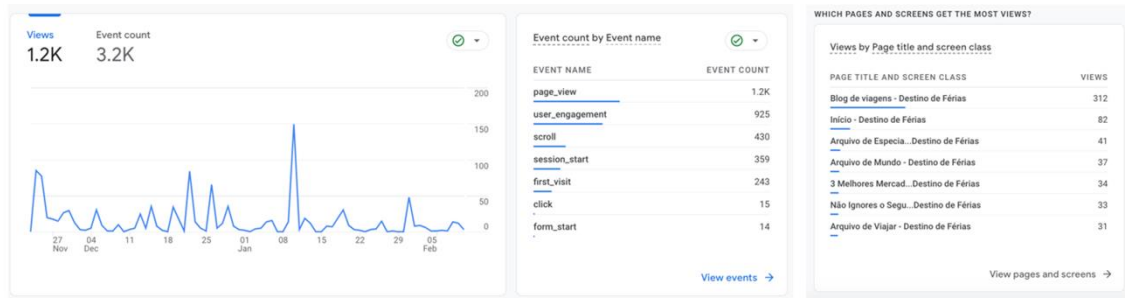 Views Event count
1.2K 3.2K
200
150
100
50
0
27 04 11 18 25 01 08 15 22 29 05
Nov Dec Jan Feb
Event count by Event name
EVENT NAME EVENT COUNT
page_view 1.2K
user_engagement 925
scroll 430
session_start 359
first_visit 243
click 15
form_start 14
View events →
WHICH PAGES AND SCREENS GET THE MOST VIEWS?
Views by Page title and screen class
PAGE TITLE AND SCREEN CLASS VIEWS
Blog de viagens - Destino de Férias 312
Início - Destino de Férias 82
Arquivo de Especia...Destino de Férias 41
Arquivo de Mundo - Destino de Férias 37
3 Melhores Mercad...Destino de Férias 34
Não Ignores o Segu...Destino de Férias 33
Arquivo de Viajar - Destino de Férias 31
View pages and screens →